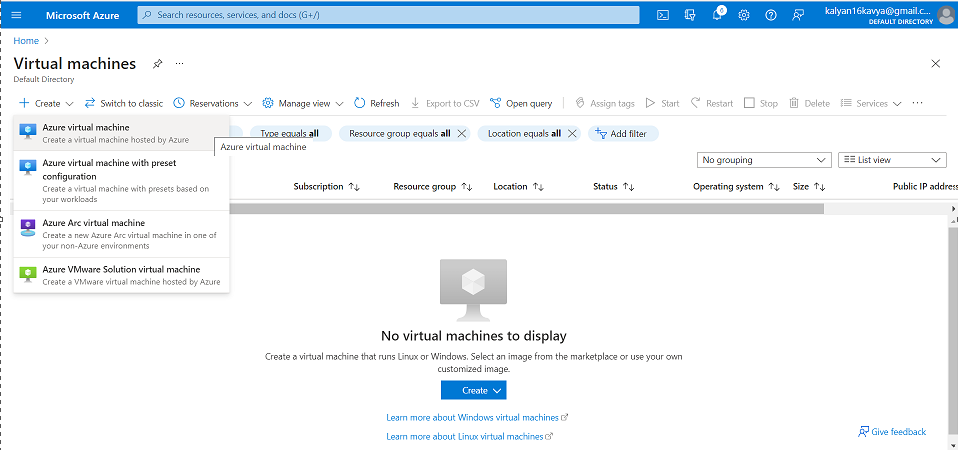 Microsoft Azure
Search resources, services, and docs (G+/)
6
kalyan16kavya@gmail.c...
DEFAULT DIRECTORY
Home
Virtual machines
...
Default Directory
Create
Switch to classic
Reservations
Manage view
Refresh
Export to CSV
Open query
Assign tags
Start
Restart
Stop
Delete
Services
...
Azure virtual machine
Create a virtual machine hosted by Azure
Azure virtual machine with preset
configuration
Create a virtual machine with presets based on
your workloads
Azure Arc virtual machine
Create a new Azure Arc virtual machine in one of
your non-Azure environments
Azure VMware Solution virtual machine
Create a VMware virtual machine hosted by Azure
Azure virtual machine
Type equals all
Resource group equals all
Location equals all
Add filter
No grouping
List view
Subscription
Resource group
Location
Status
Operating system
Size
Public IP address
No virtual machines to display
Create a virtual machine that runs Linux or Windows. Select an image from the marketplace or use your own
customized image.
Create
Learn more about Windows virtual machines
Learn more about Linux virtual machines
Give feedback